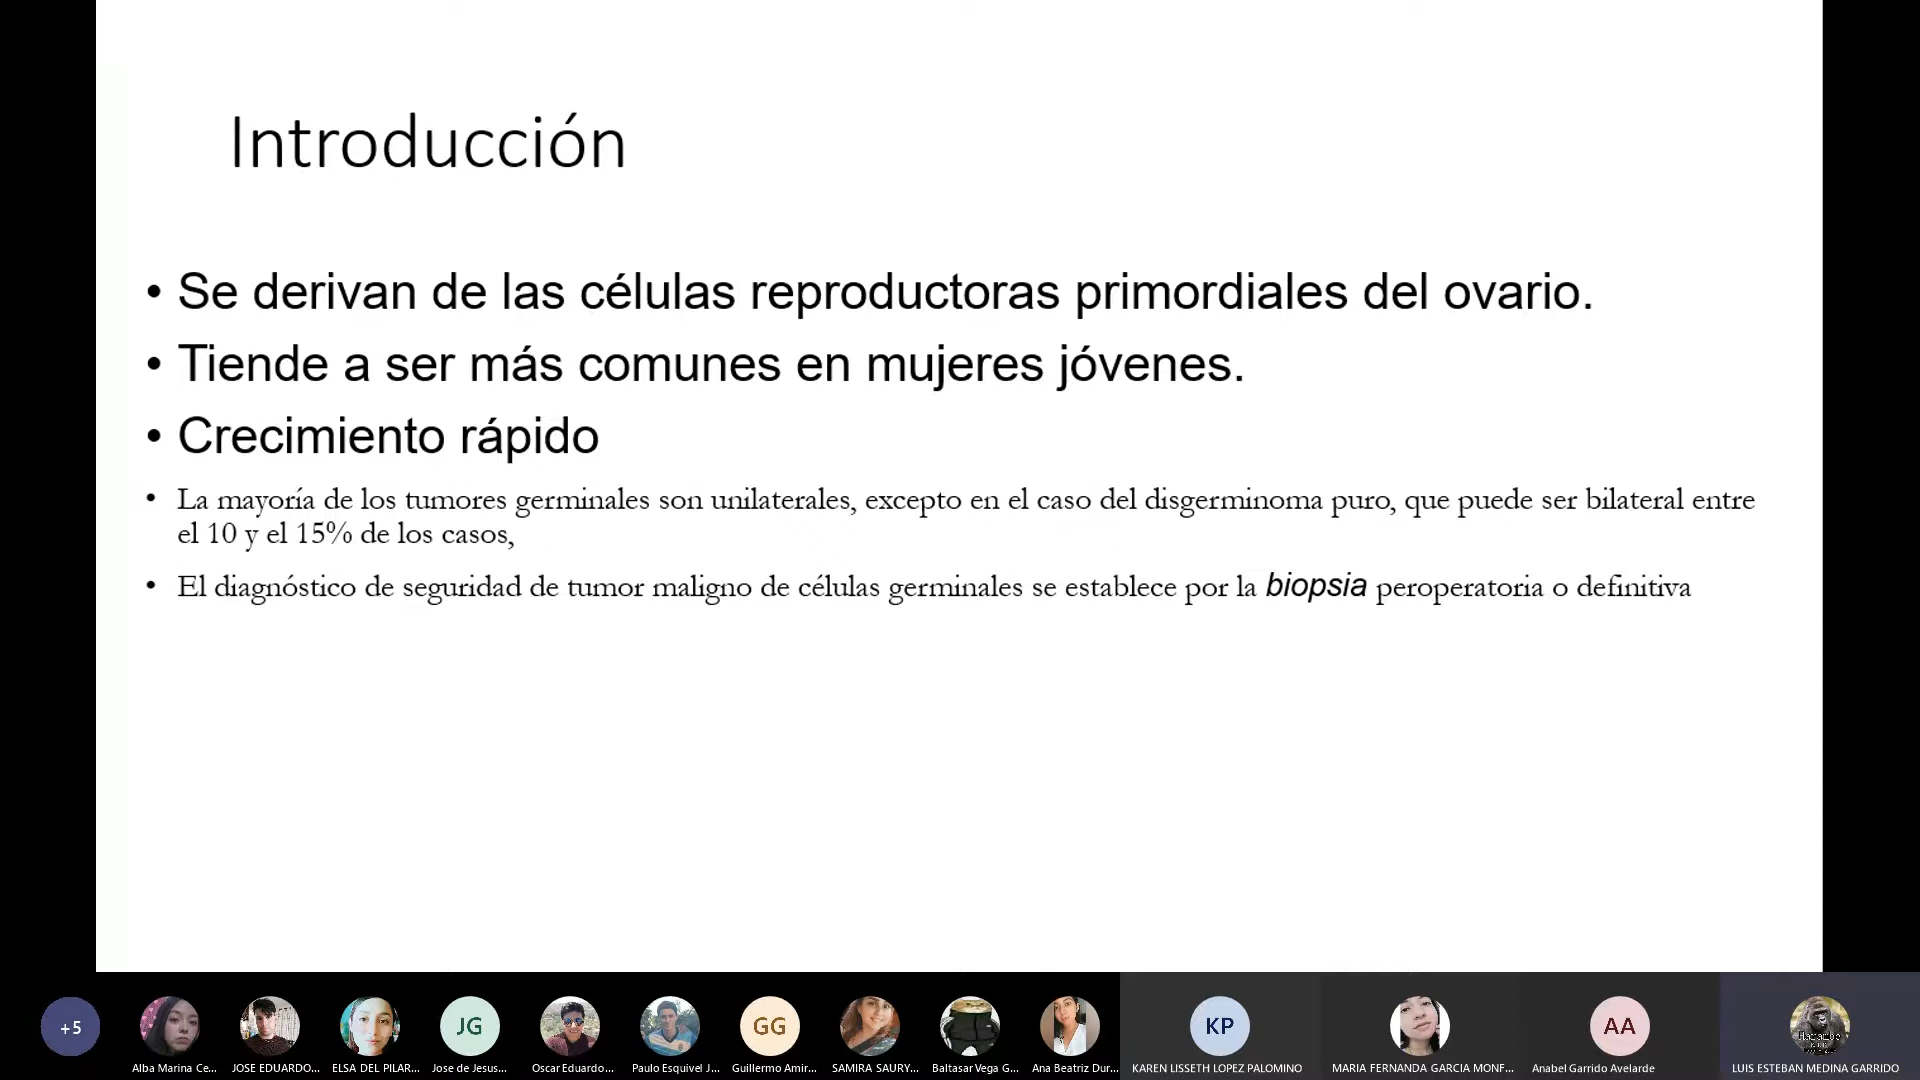 Introducción
• Se derivan de las células reproductoras primordiales del ovario.
• Tiende a ser más comunes en mujeres jóvenes.
• Crecimiento rápido
• La mayoría de los tumores germinales son unilaterales, excepto en el caso del disgerminoma puro, que puede ser bilateral entre
el 10 y el 15% de los casos,
• El diagnóstico de seguridad de tumor maligno de células germinales se establece por la biopsia peroperatoria o definitiva
+5
JG
GG
KP
AA
Alba Marina Ce...
JOSE EDUARDO...
ELSA DEL PILAR...
Jose de Jesus...
Oscar Eduardo...
Paulo Esquivel J...
Guillermo Amir...
SAMIRA SAURY...
Baltasar Vega G...
Ana Beatriz Dur...
KAREN LISSETH LOPEZ PALOMINO
MARIA FERNANDA GARCIA MONF...
Anabel Garrido Avelarde
LUIS ESTEBAN MEDINA GARRIDO